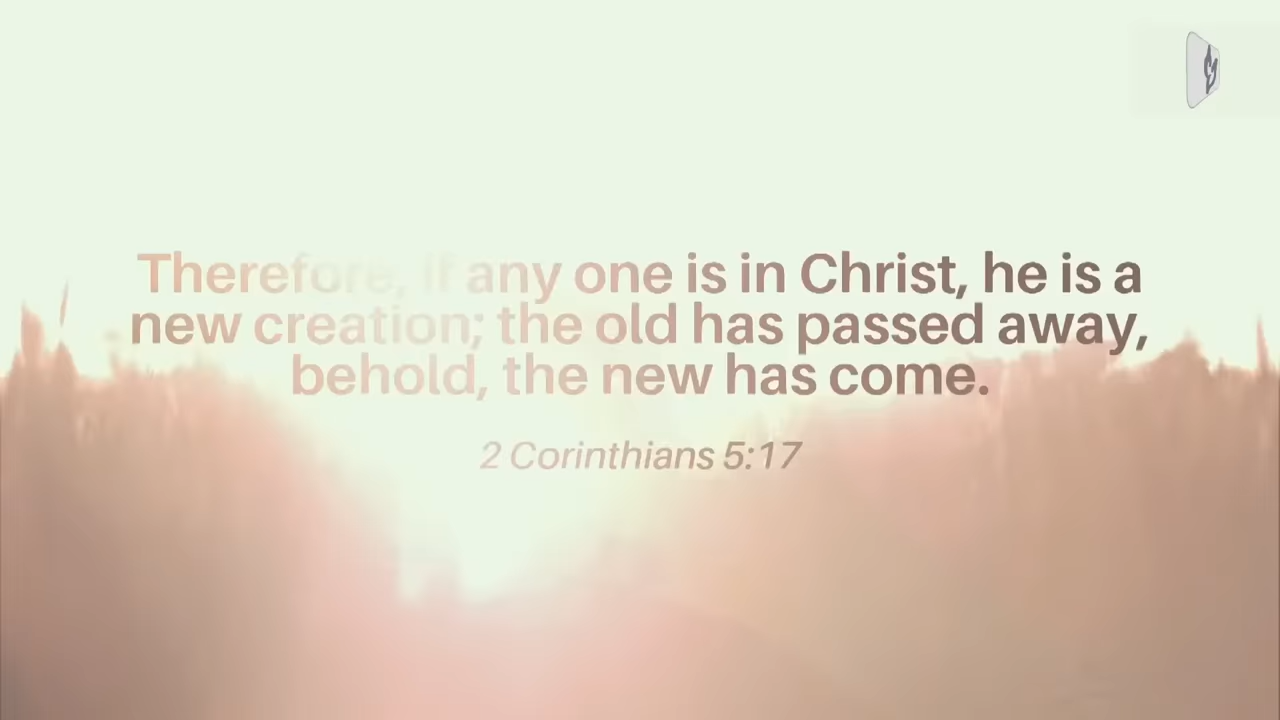 Therefore, if any one is in Christ, he is a
new creation; the old has passed away,
behold, the new has come.
2 Corinthians 5:17